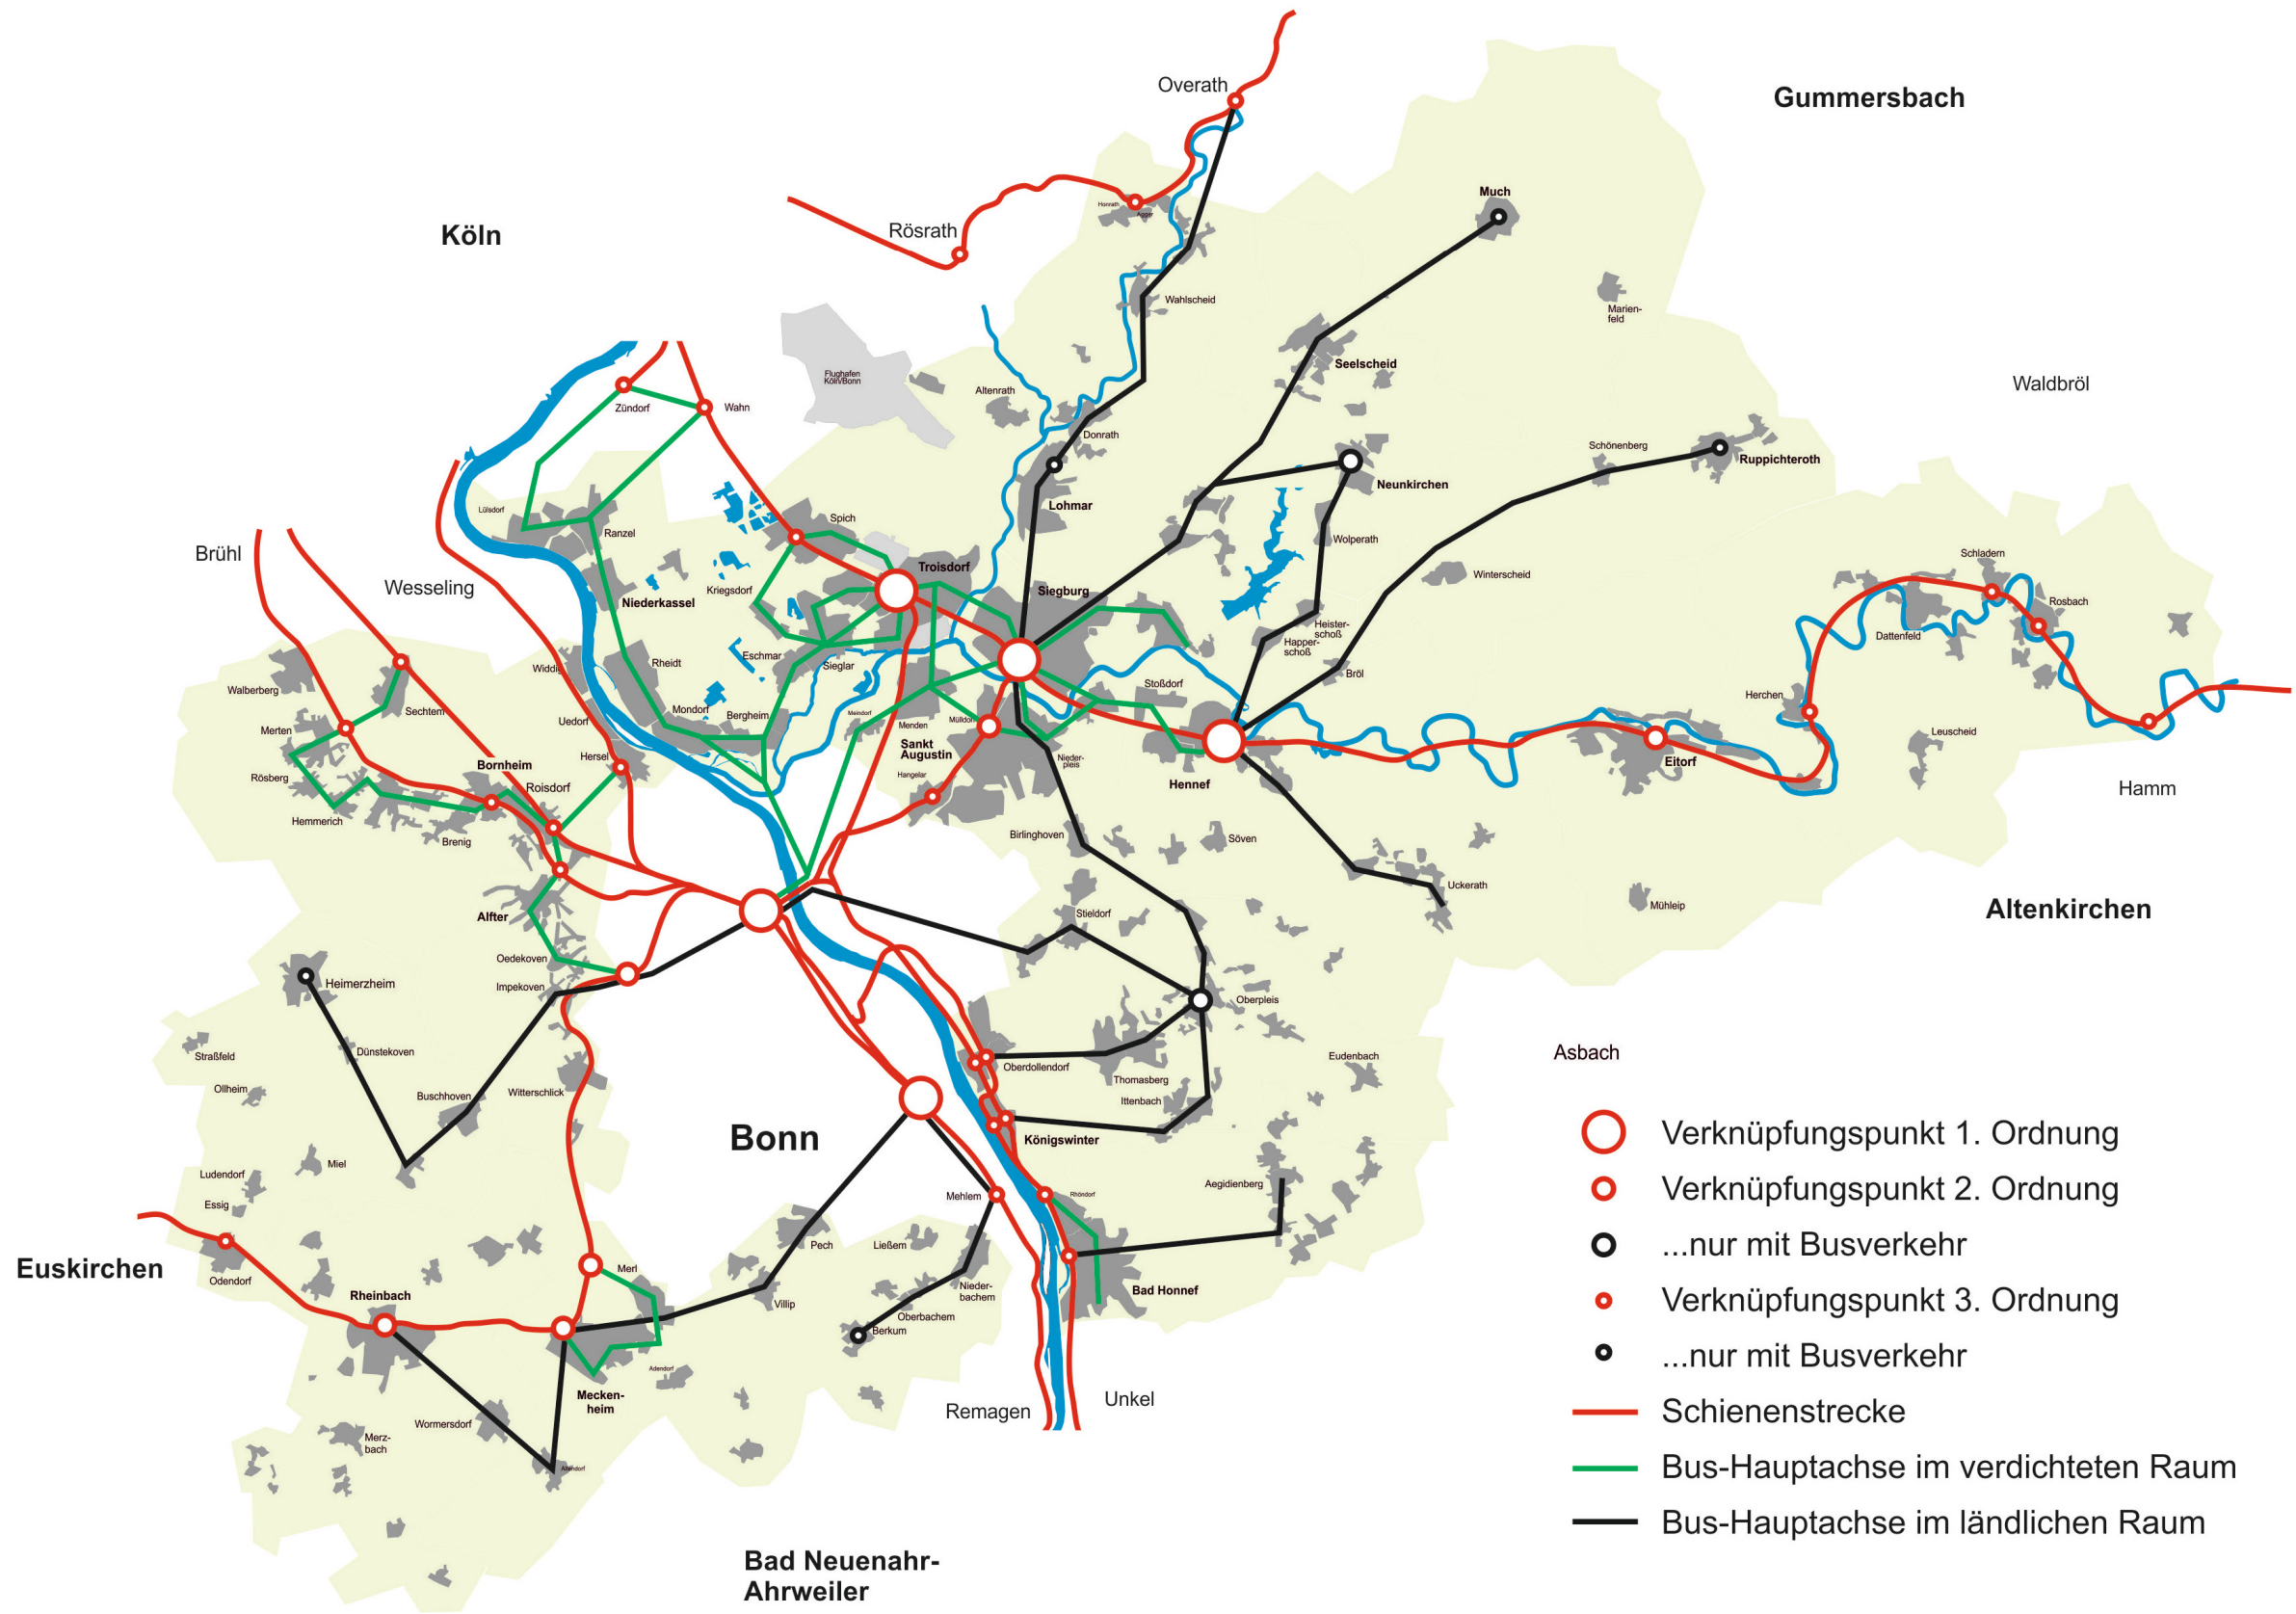 Overath
Gummersbach
Much
Honrath
Agger
Köln
Rösrath
Wahlscheid
Marien-
feld
Seelscheid
Flughafen
Köln/Bonn
Altenrath
Waldbröl
Zündorf
Wahn
Donrath
Schönenberg
Ruppichteroth
Neunkirchen
Lohmar
Lülsdorf
Spich
Ranzel
Wolperath
Brühl
Schladern
Troisdorf
Wesseling
Kriegsdorf
Siegburg
Winterscheid
Niederkassel
Rosbach
Heister-
schoß
Dattenfeld
Happer-
schoß
Eschmar
Sieglar
Rheidt
Widdig
Bröl
Walberberg
Stoßdorf
Herchen
Sechtem
Mondorf
Bergheim
Meindorf
Menden
Mülldorf
Uedorf
Merten
Leuscheid
Sankt
Augustin
Hersel
Nieder-
pleis
Eitorf
Bornheim
Rösberg
Hangelar
Roisdorf
Hennef
Hamm
Hemmerich
Birlinghoven
Söven
Brenig
Uckerath
Mühleip
Altenkirchen
Alfter
Stieldorf
Oedekoven
Heimerzheim
Impekoven
Oberpleis
Dünstekoven
Straßfeld
Asbach
Eudenbach
Oberdollendorf
Thomasberg
Ollheim
Witterschlick
Buschhoven
Ittenbach
Verknüpfungspunkt 1. Ordnung
Bonn
Königswinter
Miel
Ludendorf
Aegidienberg
Verknüpfungspunkt 2. Ordnung
Mehlem
Rhöndorf
Essig
Pech
Ließem
...nur mit Busverkehr
Euskirchen
Merl
Odendorf
Nieder-
bachem
Bad Honnef
Rheinbach
Villip
Verknüpfungspunkt 3. Ordnung
Oberbachem
Berkum
...nur mit Busverkehr
Adendorf
Mecken-
heim
Unkel
Remagen
Schienenstrecke
Wormersdorf
Merz-
bach
Altendorf
Bus-Hauptachse im verdichteten Raum
Bus-Hauptachse im ländlichen Raum
Bad Neuenahr-
Ahrweiler